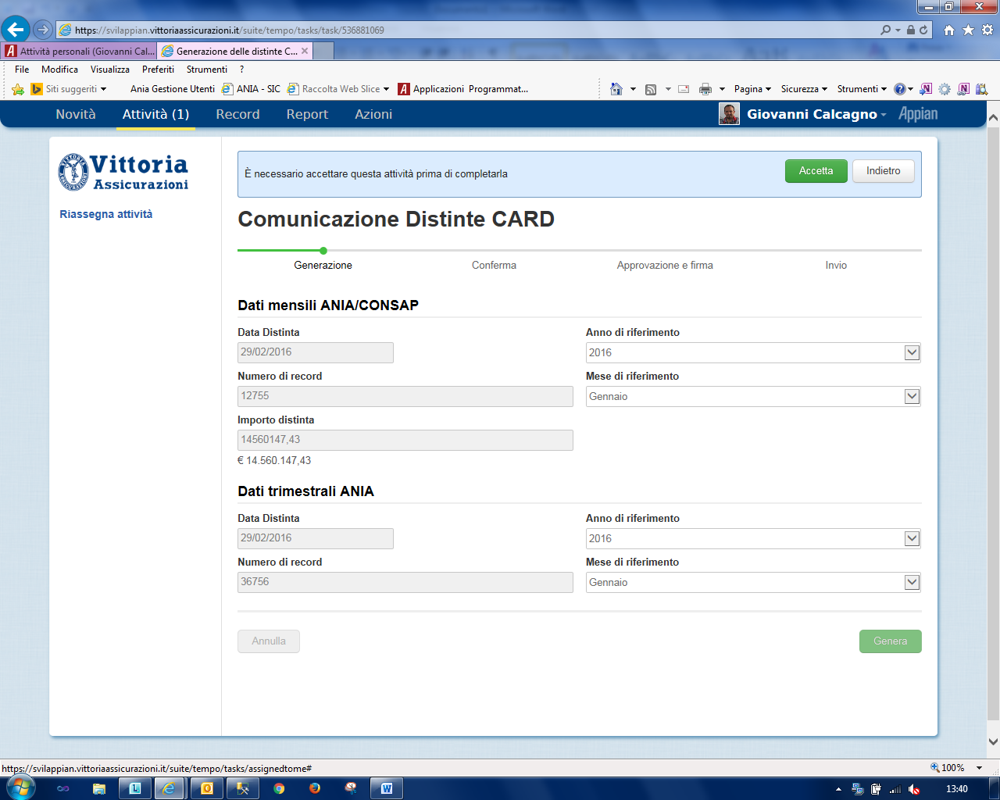 https://svilappian.vittoriaassicurazioni.it/suite/tempo/tasks/task/536881069
Attività personali (Giovanni Cal...
Generazione delle distinte C...
File Modifica Visualizza Preferiti Strumenti ?
Siti suggeriti Ania Gestione Utenti ANIA - SIC Raccolta Web Slice Applicazioni Programmat... Pagina Sicurezza Strumenti
Novità Attività (1) Record Report Azioni Giovanni Calcagno Appian
Vittoria
Assicurazioni
Riassegna attività
È necessario accettare questa attività prima di completarla
Accetta Indietro
Comunicazione Distinte CARD
Generazione Conferma Approvazione e firma Invio
Dati mensili ANIA/CONSAP
Data Distinta Anno di riferimento
29/02/2016 2016
Numero di record Mese di riferimento
12755 Gennaio
Importo distinta
14560147,43
€ 14.560.147,43
Dati trimestrali ANIA
Data Distinta Anno di riferimento
29/02/2016 2016
Numero di record Mese di riferimento
36756 Gennaio
Annulla Genera
https://svilappian.vittoriaassicurazioni.it/suite/tempo/tasks/assignedtome#
100%
13:40